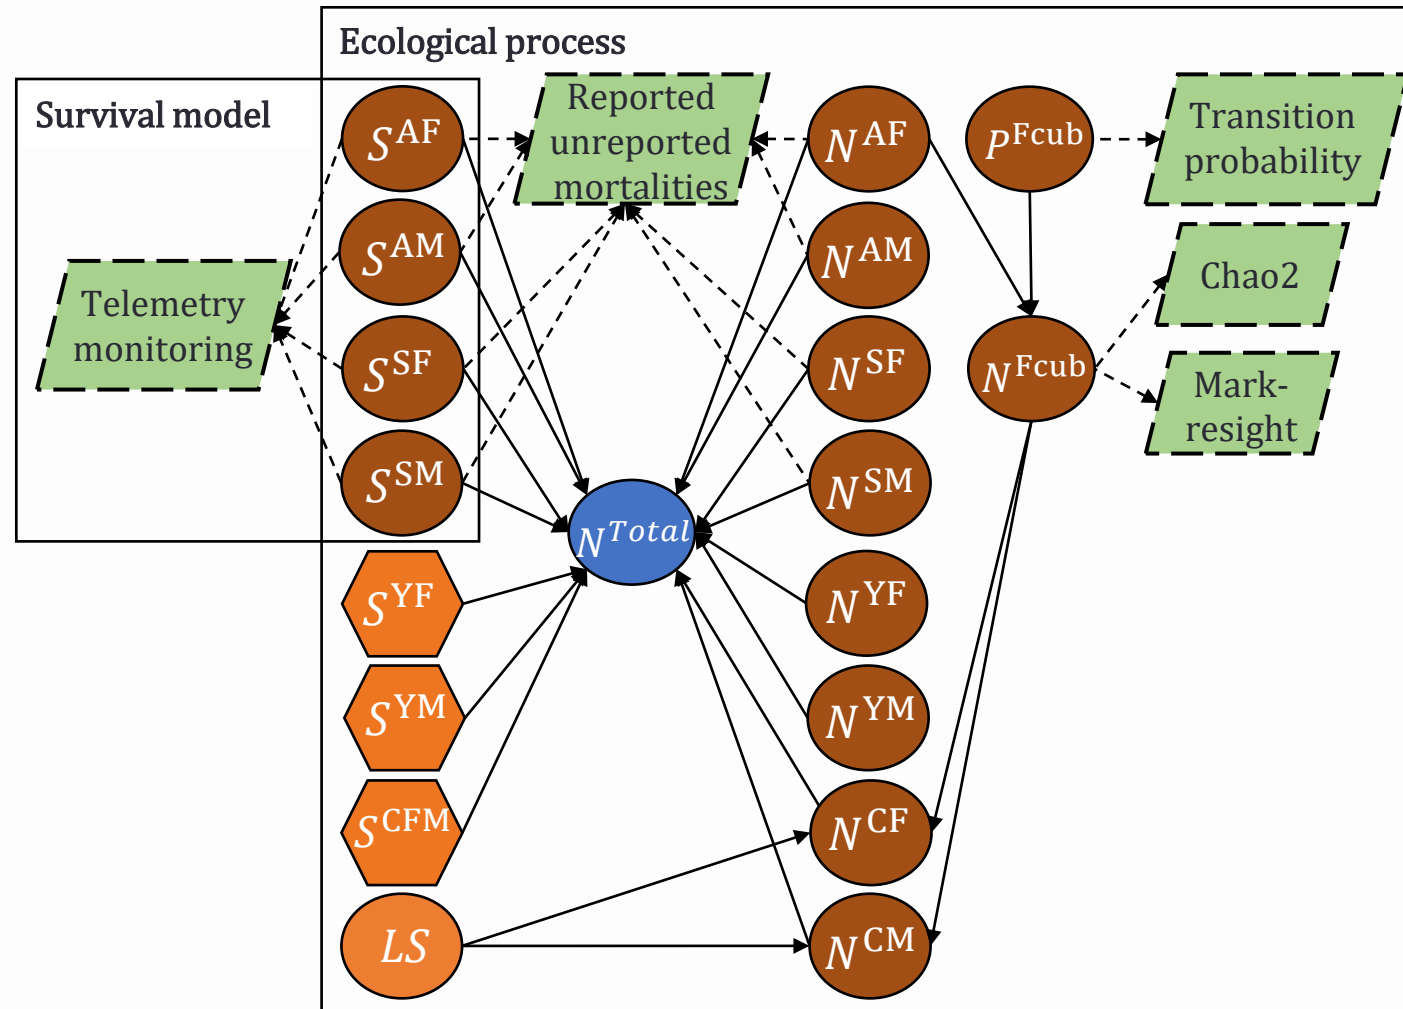 Ecological process
Survival model
S^AF
S^AM
S^SF
S^SM
S^YF
S^YM
S^CFM
LS
Telemetry
monitoring
Reported
unreported
mortalities
N^Total
N^AF
N^AM
N^SF
N^SM
N^YF
N^YM
N^CF
N^CM
P^Fcub
N^Fcub
Transition
probability
Chao2
Mark-
resight